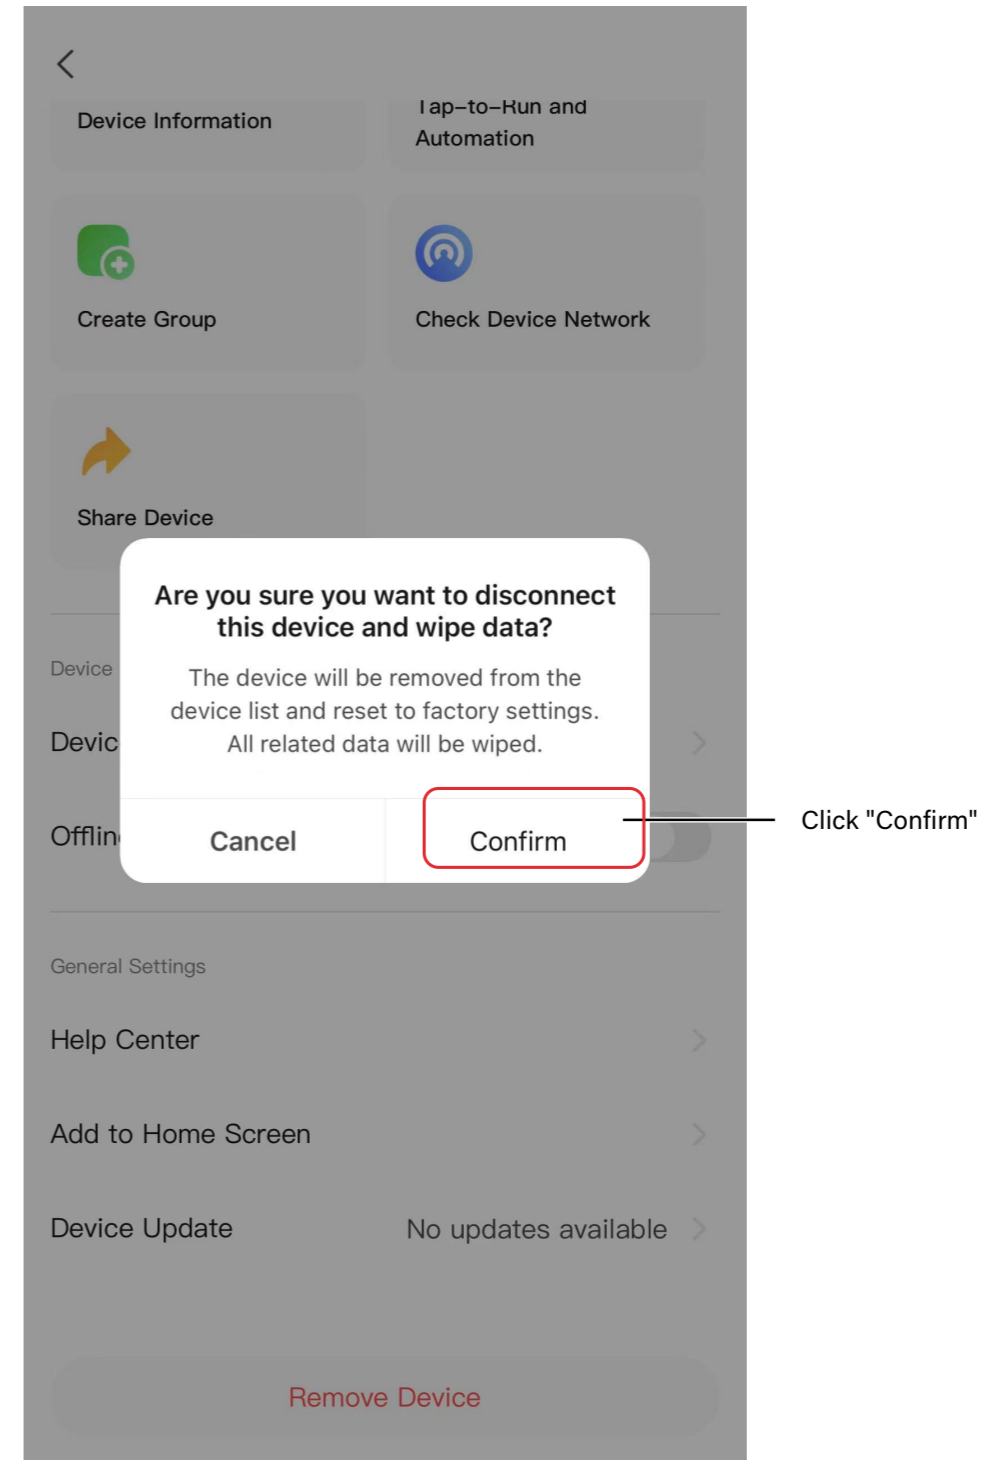 Device Information
Tap-to-Run and
Automation
Create Group
Check Device Network
Share Device
Are you sure you want to disconnect
this device and wipe data?
Device
The device will be removed from the
device list and reset to factory settings.
All related data will be wiped.
Devic
Offlin
Cancel
Confirm
Click "Confirm"
General Settings
Help Center
Add to Home Screen
Device Update
No updates available
Remove Device